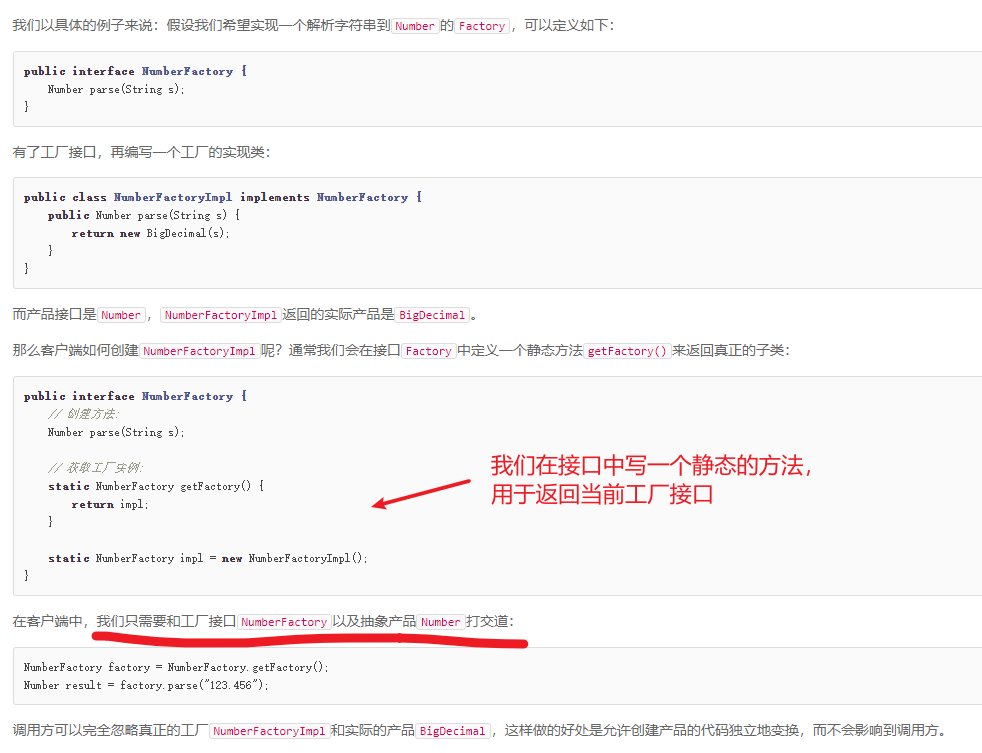 我们以具体的例子来说：假设我们希望实现一个解析字符串到Number的Factory，可以定义如下：
public interface NumberFactory {
    Number parse(String s);
}
有了工厂接口，再编写一个工厂的实现类：
public class NumberFactoryImpl implements NumberFactory {
    public Number parse(String s) {
        return new BigDecimal(s);
    }
}
而产品接口是Number，NumberFactoryImpl返回的实际产品是BigDecimal。
那么客户端如何创建NumberFactoryImpl呢？通常我们会在接口Factory中定义一个静态方法getFactory()来返回真正的子类：
public interface NumberFactory {
    // 创建方法:
    Number parse(String s);
    // 获取工厂实例:
    static NumberFactory getFactory() {
        return impl;
    }
    static NumberFactory impl = new NumberFactoryImpl();
}
我们在接口中写一个静态的方法，
用于返回当前工厂接口
在客户端中，我们只需要和工厂接口NumberFactory以及抽象产品Number打交道：
NumberFactory factory = NumberFactory.getFactory();
Number result = factory.parse("123.456");
调用方可以完全忽略真正的工厂NumberFactoryImpl和实际的产品BigDecimal，这样做的好处是允许创建产品的代码独立地变换，而不会影响到调用方。